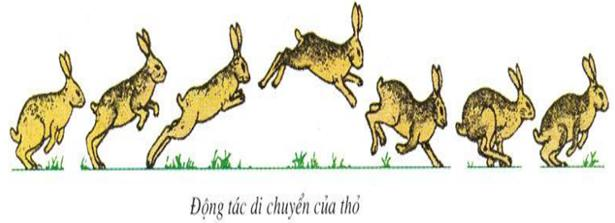 Động tác di chuyển của thỏ